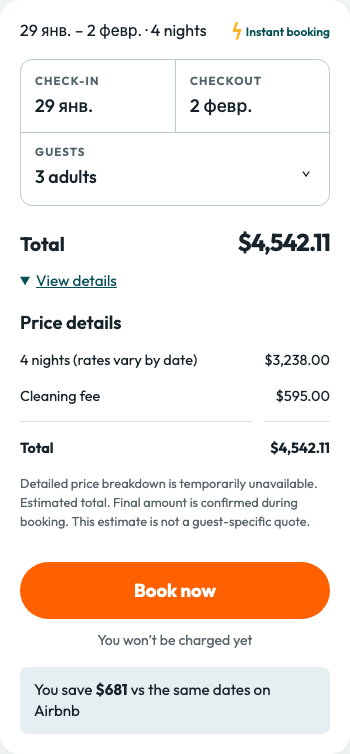 29 янв. – 2 февр. · 4 nights
Instant booking
CHECK-IN
29 янв.
CHECKOUT
2 февр.
GUESTS
3 adults
Total
$4,542.11
▼ View details
Price details
4 nights (rates vary by date)
$3,238.00
Cleaning fee
$595.00
Total
$4,542.11
Detailed price breakdown is temporarily unavailable.
Estimated total. Final amount is confirmed during
booking. This estimate is not a guest-specific quote.
Book now
You won't be charged yet
You save $681 vs the same dates on
Airbnb